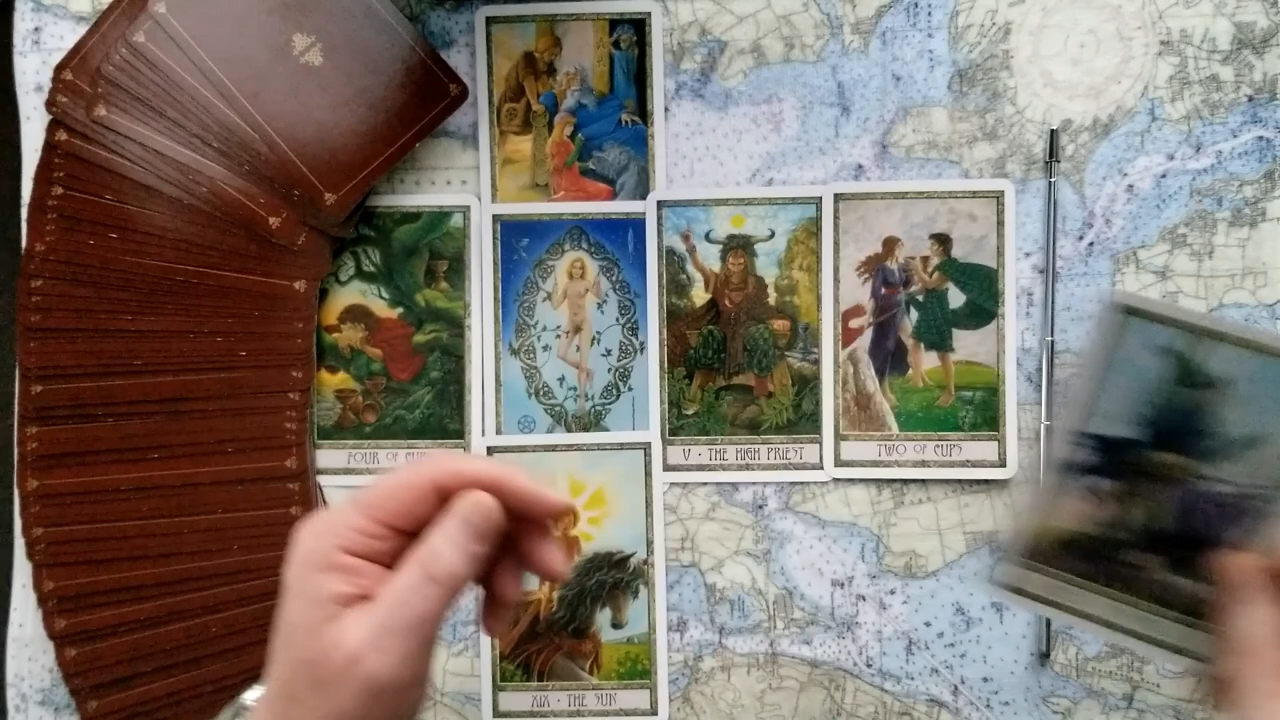 FOUR OF CUPS
V · THE HIGH PRIEST
TWO OF CUPS
XIX · THE SUN